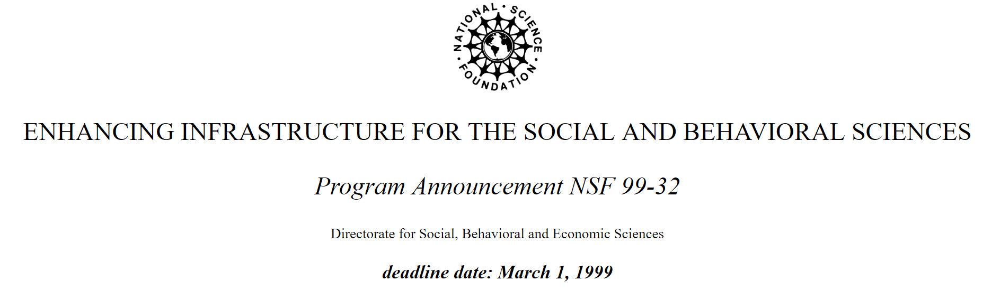 NATIONAL · SCIENCE · FOUNDATION ·
ENHANCING INFRASTRUCTURE FOR THE SOCIAL AND BEHAVIORAL SCIENCES
Program Announcement NSF 99-32
Directorate for Social, Behavioral and Economic Sciences
deadline date: March 1, 1999